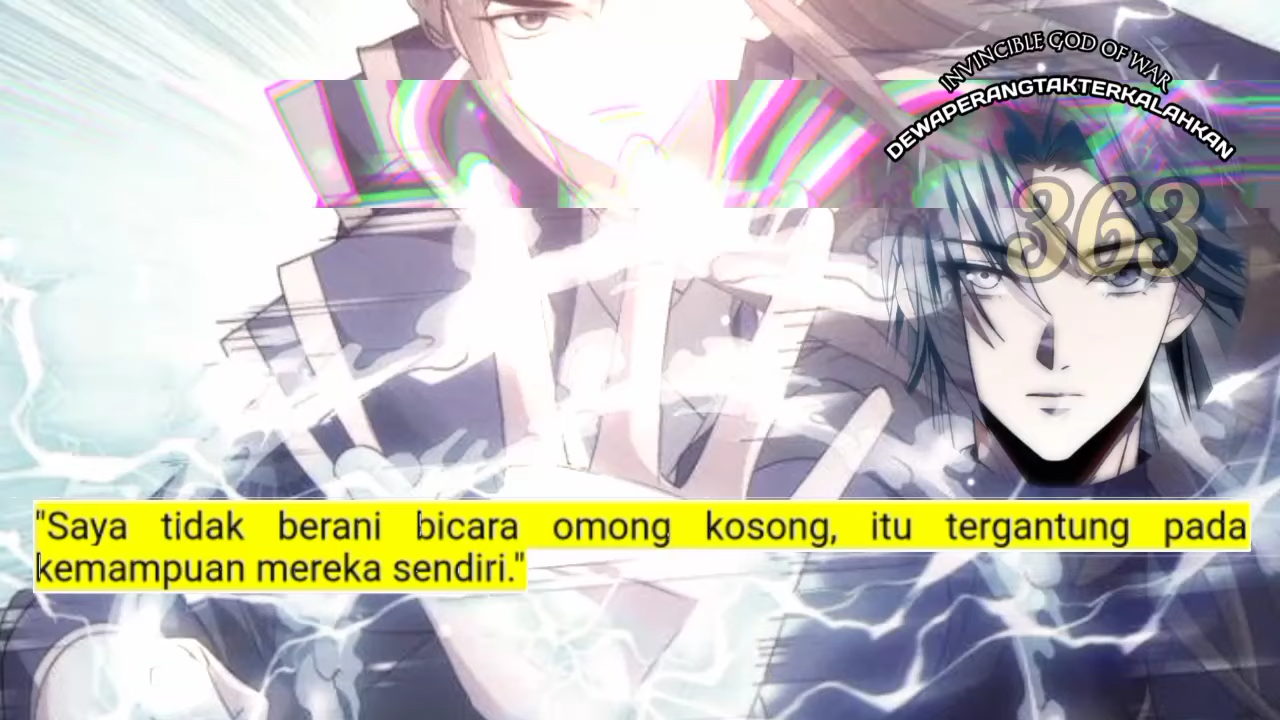 INVINCIBLE GOD OF WAR
DEWAPERANGTAKTERKALAHKAN
363
"Saya tidak berani bicara omong kosong, itu tergantung pada
kemampuan mereka sendiri."